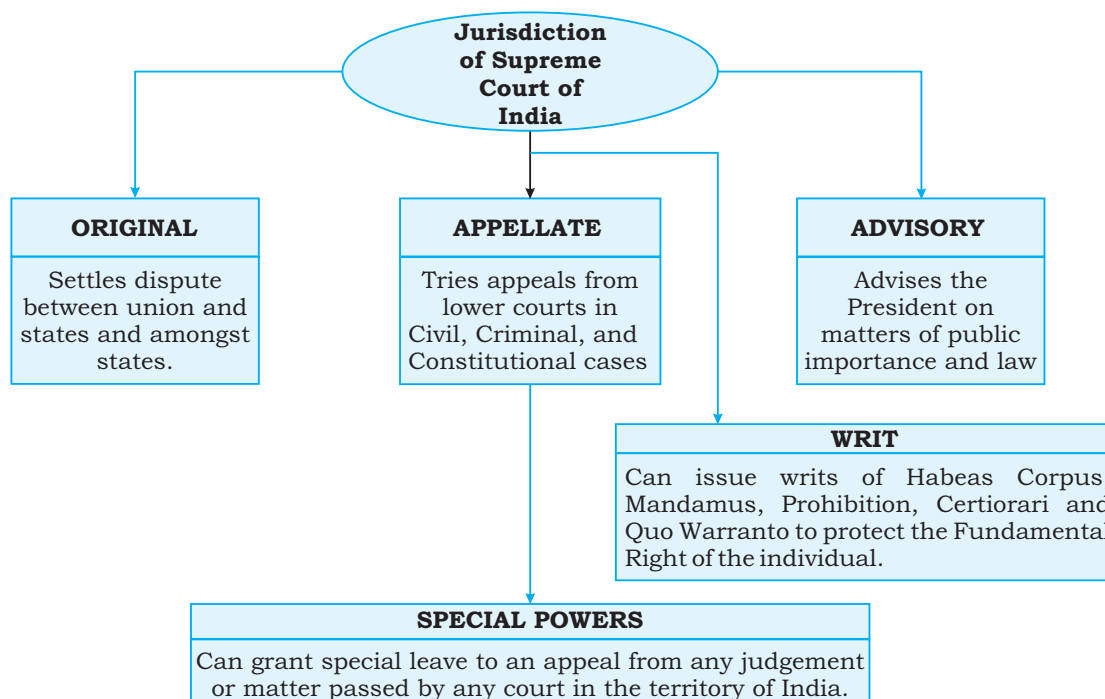 Jurisdiction
of Supreme
Court of
India
ORIGINAL
Settles dispute
between union and
states and amongst
states.
APPELLATE
Tries appeals from
lower courts in
Civil, Criminal, and
Constitutional cases
ADVISORY
Advises the
President on
matters of public
importance and law
WRIT
Can issue writs of Habeas Corpus
Mandamus, Prohibition, Certiorari and
Quo Warranto to protect the Fundamental
Right of the individual.
SPECIAL POWERS
Can grant special leave to an appeal from any judgement
or matter passed by any court in the territory of India.